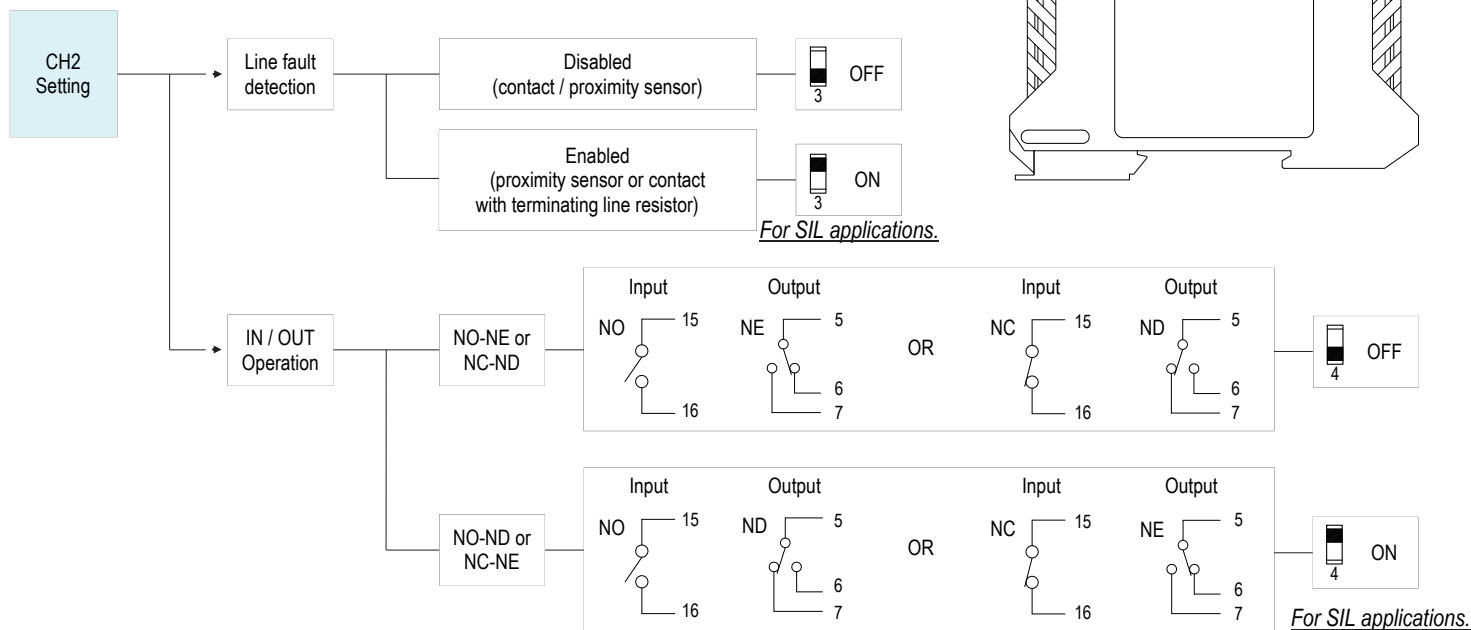 CH2
Setting
Line fault
detection
Disabled
(contact / proximity sensor)
3
OFF
Enabled
(proximity sensor or contact
with terminating line resistor)
3
ON
For SIL applications.
IN / OUT
Operation
NO-NE or
NC-ND
Input
NO
15
16
Output
NE
5
6
7
OR
Input
NC
15
16
Output
ND
5
6
7
4
OFF
NO-ND or
NC-NE
Input
NO
15
16
Output
ND
5
6
7
OR
Input
NC
15
16
Output
NE
5
6
7
4
ON
For SIL applications.